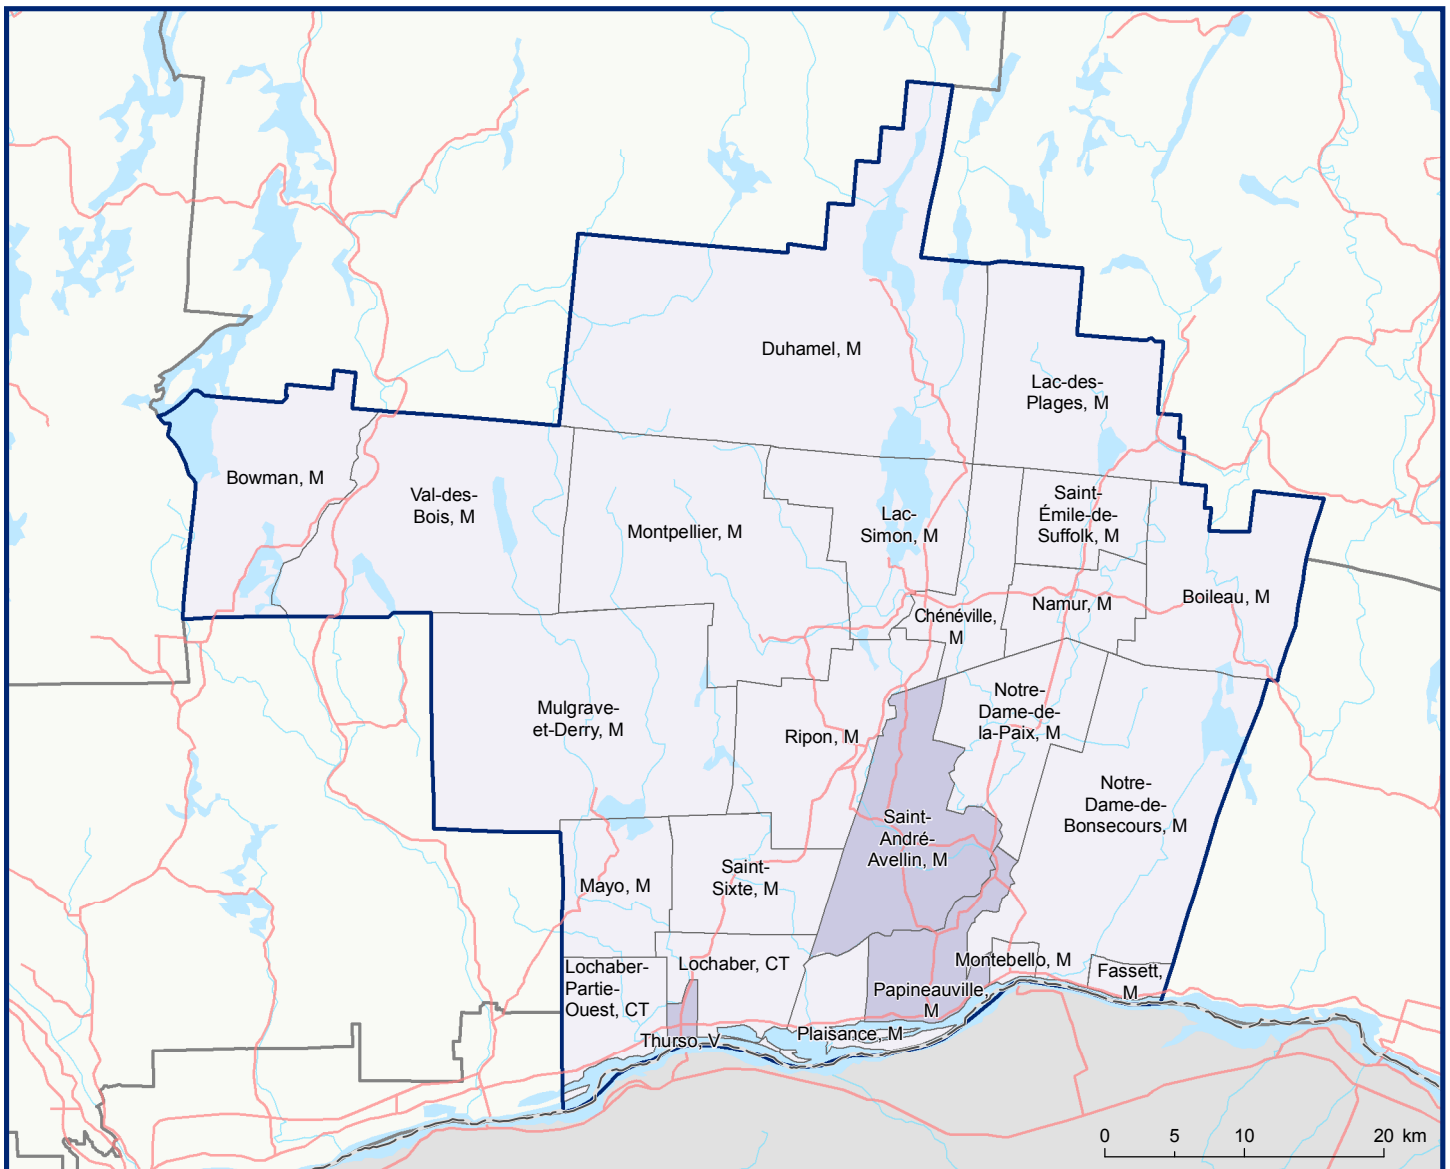 Duhamel, M
Lac-des-
Plages, M
Bowman, M
Val-des-
Bois, M
Montpellier, M
Lac-
Simon, M
Saint-
Émile-de-
Suffolk, M
Boileau, M
Namur, M
Chénéville,
M
Mulgrave-
et-Derry, M
Ripon, M
Notre-
Dame-de-
la-Paix, M
Notre-
Dame-de-
Bonsecours, M
Saint-
André-
Avellin, M
Mayo, M
Saint-
Sixte, M
Lochaber-
Partie-
Ouest, CT
Lochaber, CT
Montebello, M
Fassett,
M
Papineauville,
M
Plaisance, M
Thurso, V
0 5 10 20 km